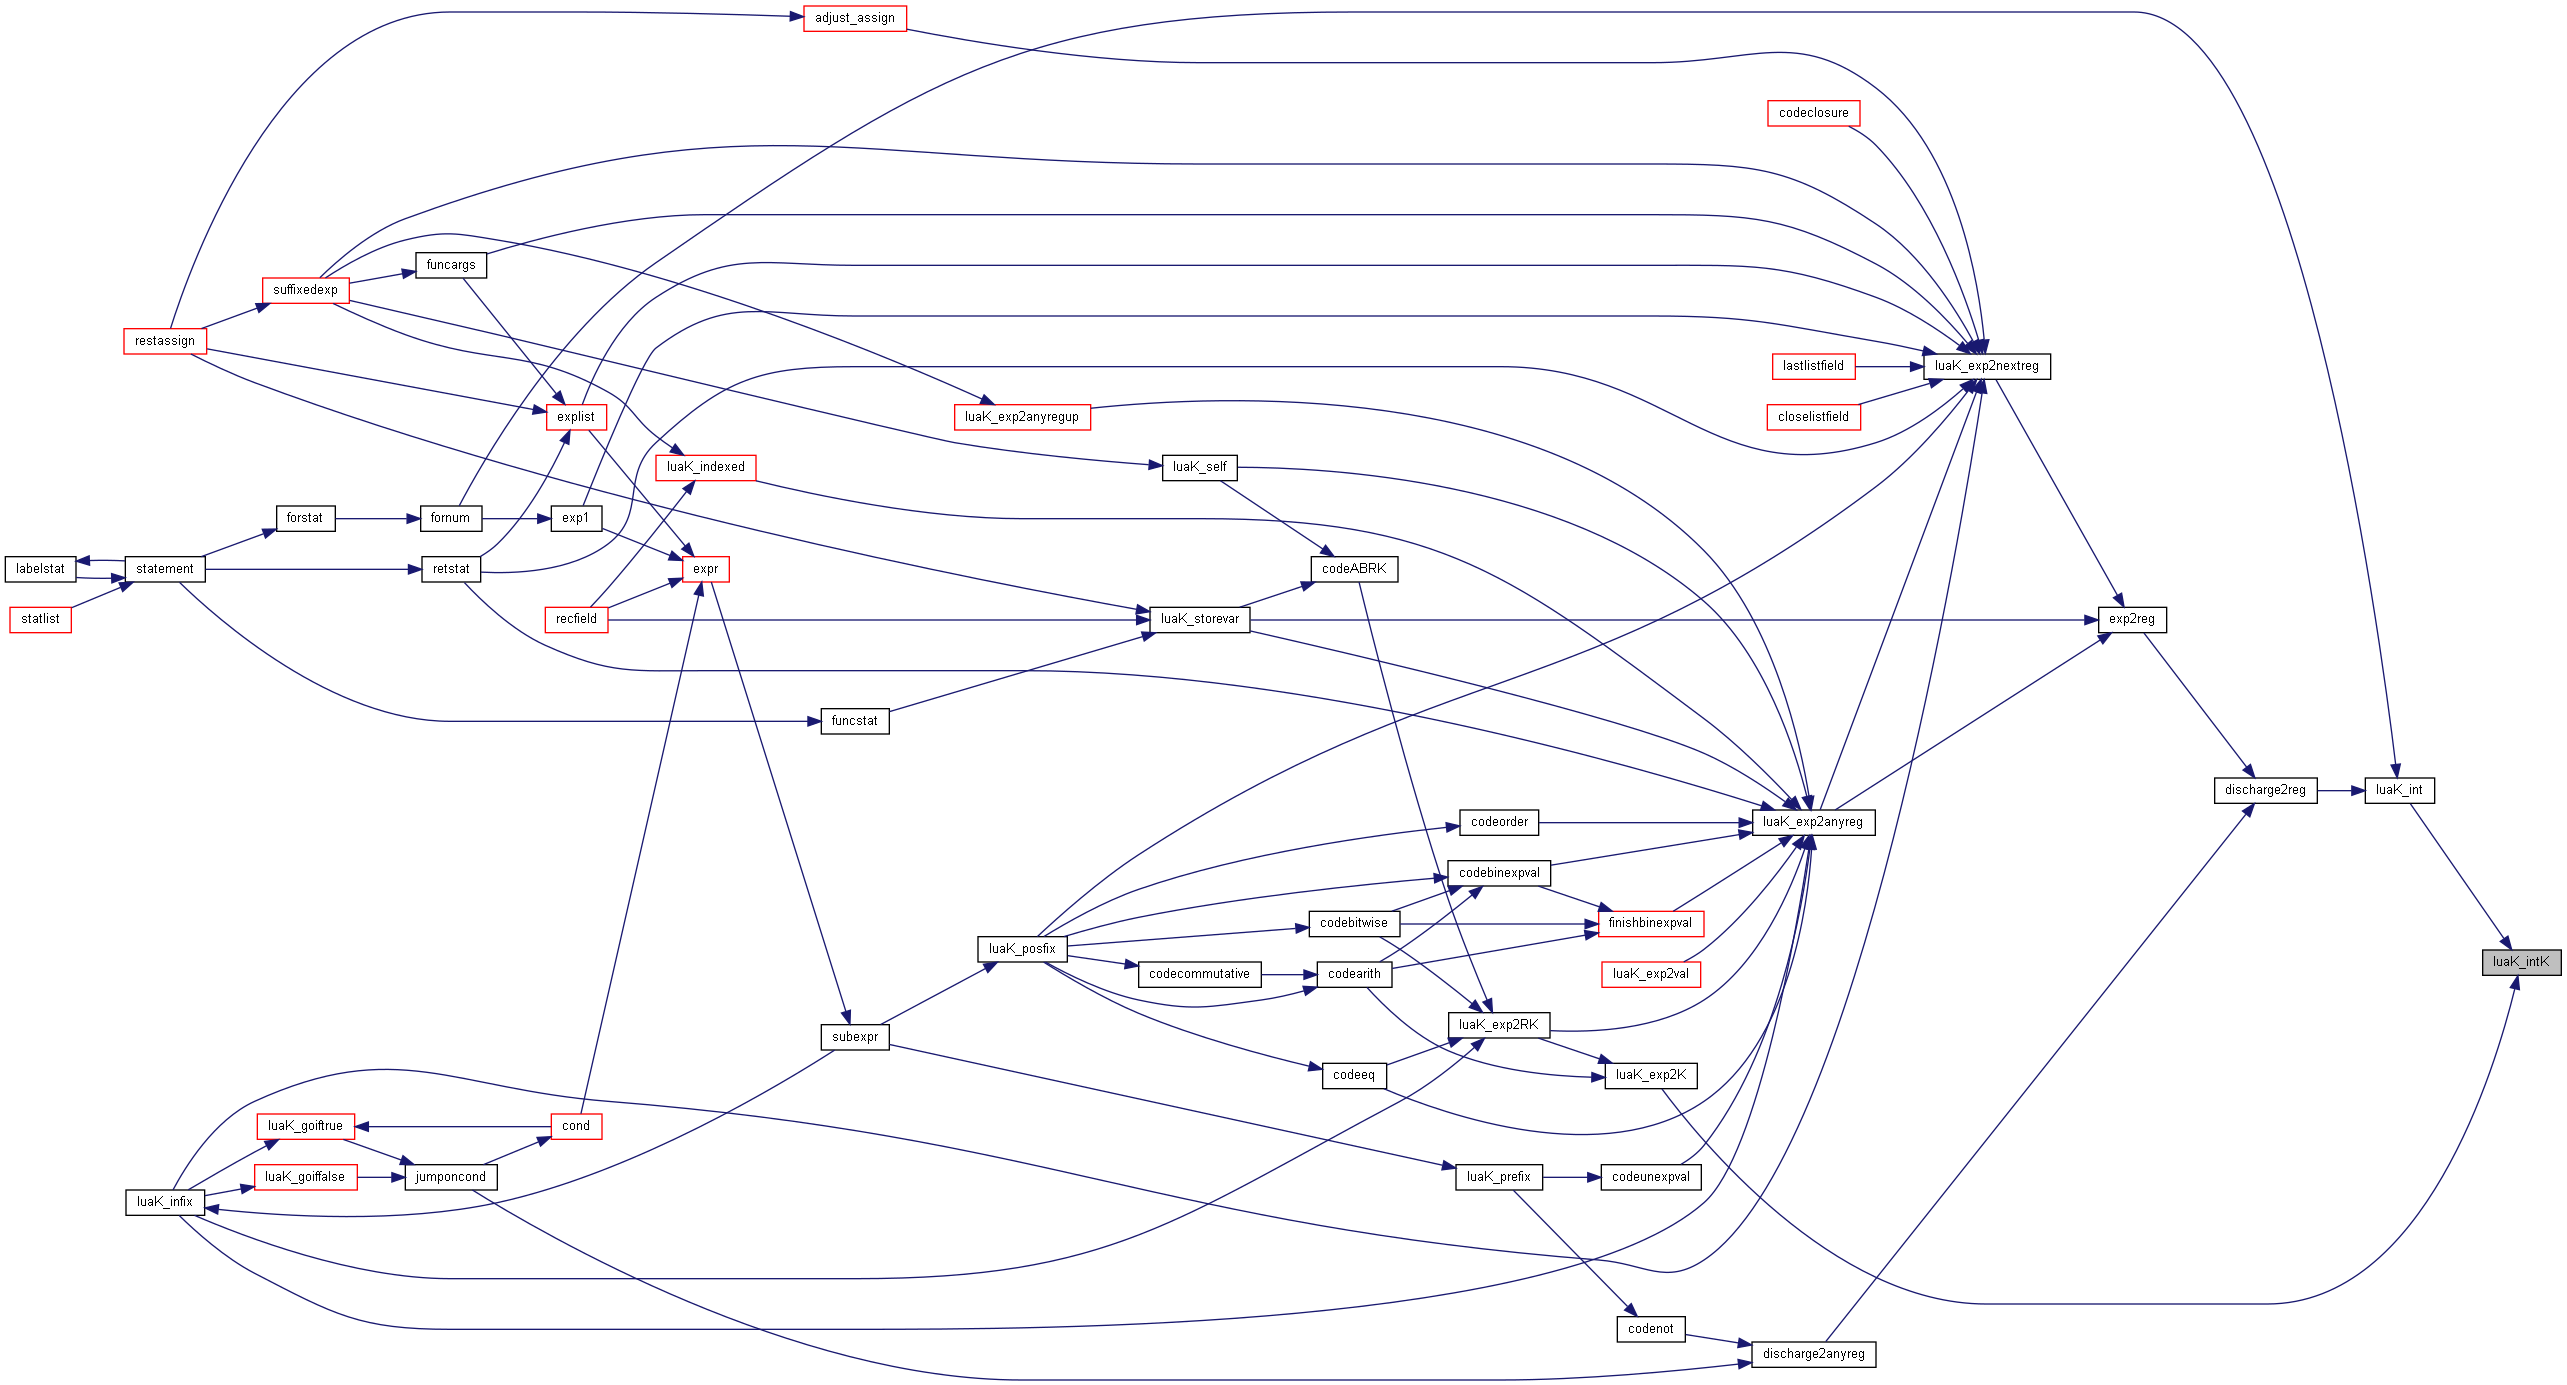 adjust_assign
codeclosure
funcargs
suffixedexp
restassign
luaK_exp2nextreg
lastlistfield
explist
luaK_exp2anyregup
closelistfield
luaK_indexed
luaK_self
forstat
fornum
exp1
labelstat
statement
retstat
expr
codeABRK
statlist
recfield
luaK_storevar
exp2reg
funcstat
discharge2reg
luaK_int
codeorder
luaK_exp2anyreg
codebinexpval
codebitwise
finishbinexpval
luaK_posfix
luaK_intK
codecommutative
codearith
luaK_exp2val
subexpr
luaK_exp2RK
codeeq
luaK_exp2K
luaK_goiftrue
cond
luaK_goiffalse
jumponcond
luaK_prefix
codeunexpval
luaK_infix
codenot
discharge2anyreg